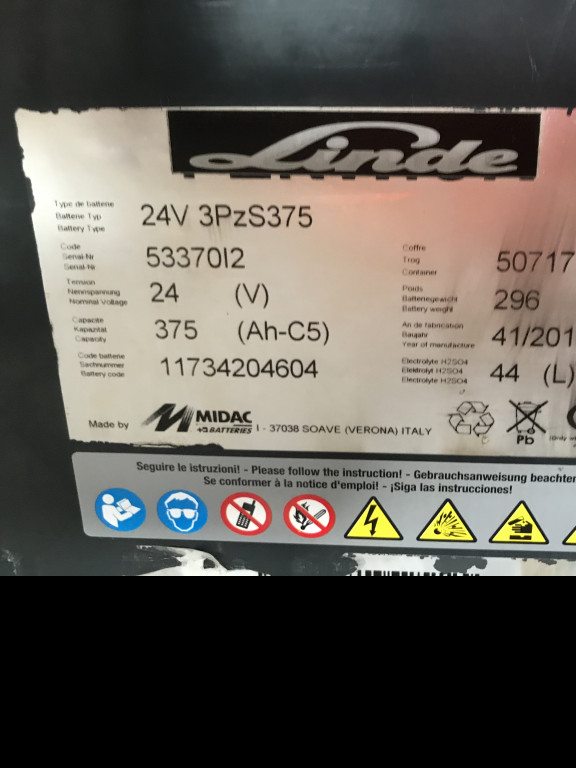 Linde
Type de batterie
Batterie Typ
Battery Type
24V 3PzS375
Code
Serial-Nr
Serial-Nr
53370I2
Coffre
Trog
Container
50717
Tension
Nennspannung
Nominal Voltage
24 (V)
Poids
Batteriegewicht
Battery weight
296
Capacite
Kapazität
Capacity
375 (Ah-C5)
An de fabrication
Baujahr
Year of manufacture
41/201
Code batterie
Sachnummer
Battery code
11734204604
Electrolyte H2SO4
Elektrolyt H2SO4
Electrolyte H2SO4
44 (L)
Made by
MIDAC
BATTERIES
I - 37038 SOAVE (VERONA) ITALY
Pb
Seguire le istruzioni! - Please follow the instruction! - Gebrauchsanweisung beachten
Se conformer à la notice d'emploi! - ¡Siga las instrucciones!